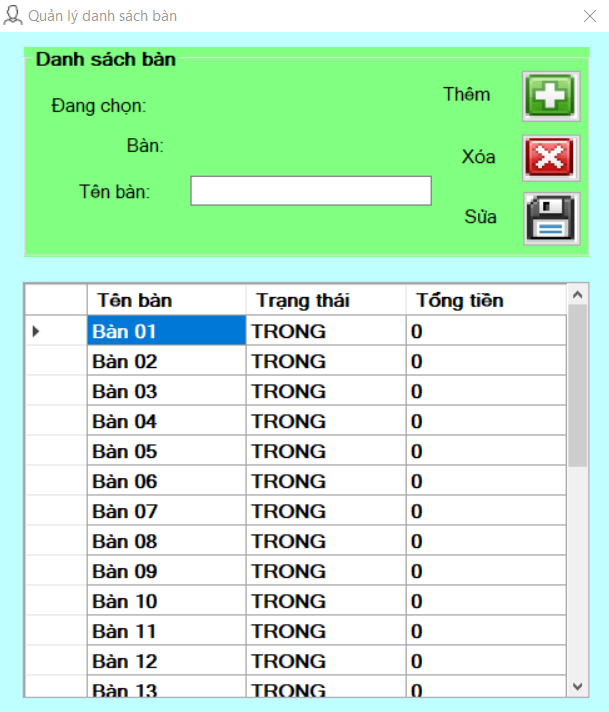 Quản lý danh sách bàn
Danh sách bàn
Thêm
Đang chọn:
Bàn:
Xóa
Tên bàn:
Sửa
Tên bàn Trạng thái Tổng tiền
Bàn 01 TRONG 0
Bàn 02 TRONG 0
Bàn 03 TRONG 0
Bàn 04 TRONG 0
Bàn 05 TRONG 0
Bàn 06 TRONG 0
Bàn 07 TRONG 0
Bàn 08 TRONG 0
Bàn 09 TRONG 0
Bàn 10 TRONG 0
Bàn 11 TRONG 0
Bàn 12 TRONG 0
Bàn 13 TRONG 0